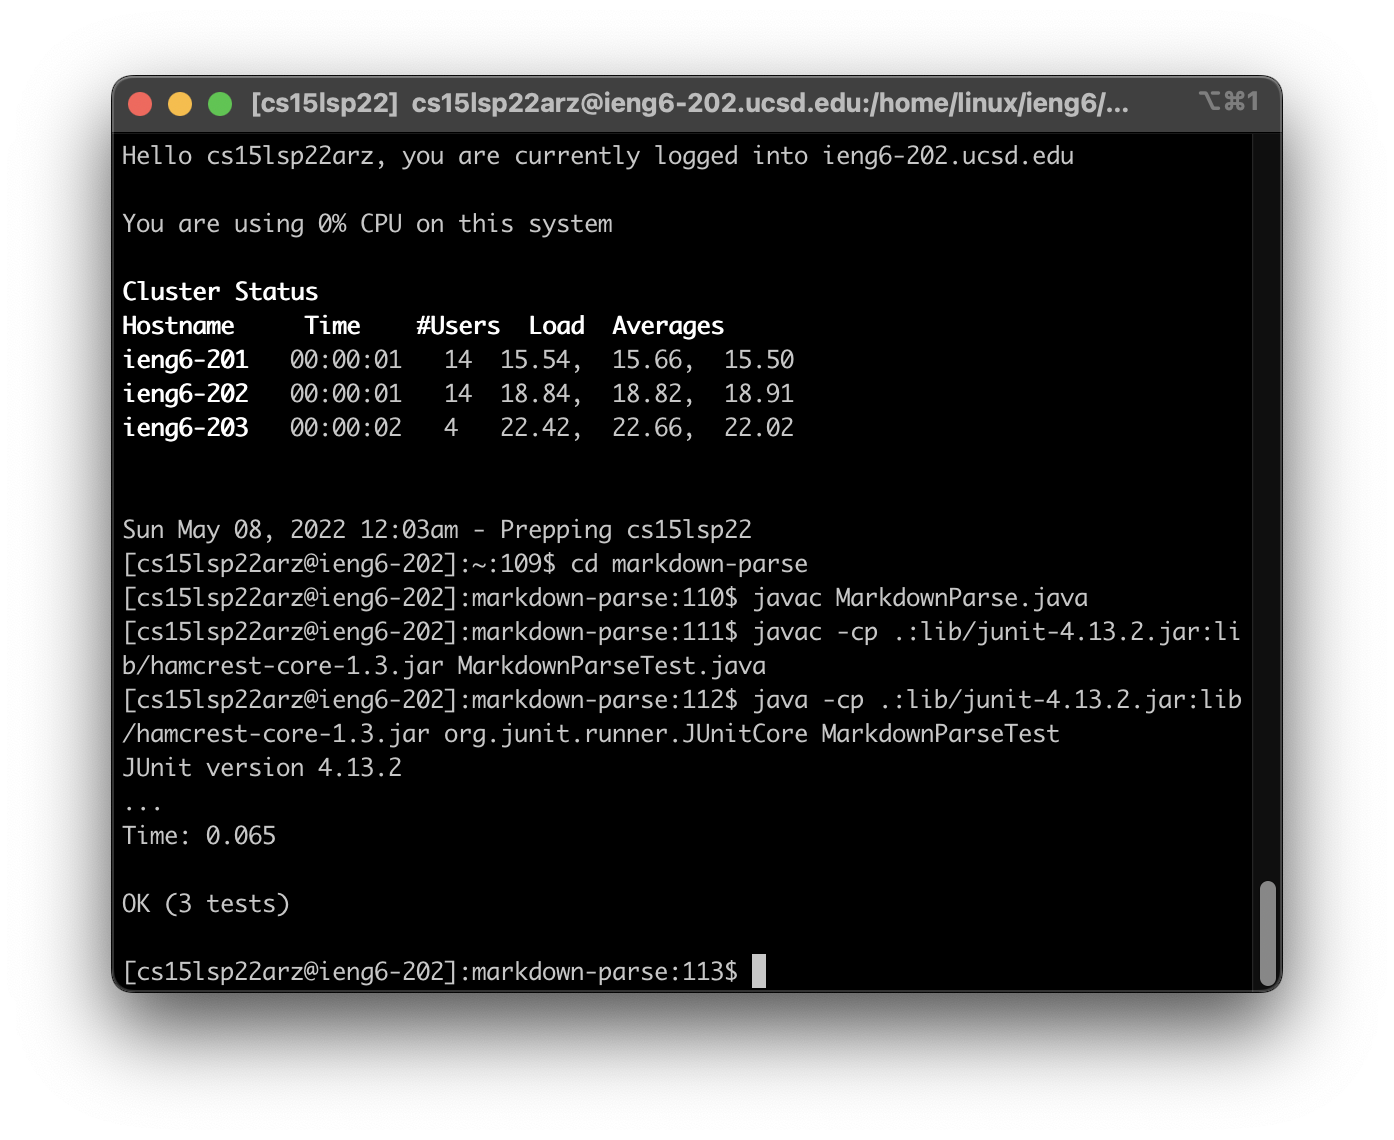 [cs15lsp22] cs15lsp22arz@ieng6-202.ucsd.edu:/home/linux/ieng6/... ⌥⌘1
Hello cs15lsp22arz, you are currently logged into ieng6-202.ucsd.edu
You are using 0% CPU on this system
Cluster Status
Hostname     Time    #Users  Load  Averages
ieng6-201   00:00:01   14  15.54,  15.66,  15.50
ieng6-202   00:00:01   14  18.84,  18.82,  18.91
ieng6-203   00:00:02   4   22.42,  22.66,  22.02
Sun May 08, 2022 12:03am - Prepping cs15lsp22
[cs15lsp22arz@ieng6-202]:~:109$ cd markdown-parse
[cs15lsp22arz@ieng6-202]:markdown-parse:110$ javac MarkdownParse.java
[cs15lsp22arz@ieng6-202]:markdown-parse:111$ javac -cp .:lib/junit-4.13.2.jar:li
b/hamcrest-core-1.3.jar MarkdownParseTest.java
[cs15lsp22arz@ieng6-202]:markdown-parse:112$ java -cp .:lib/junit-4.13.2.jar:lib
/hamcrest-core-1.3.jar org.junit.runner.JUnitCore MarkdownParseTest
JUnit version 4.13.2
...
Time: 0.065
OK (3 tests)
[cs15lsp22arz@ieng6-202]:markdown-parse:113$